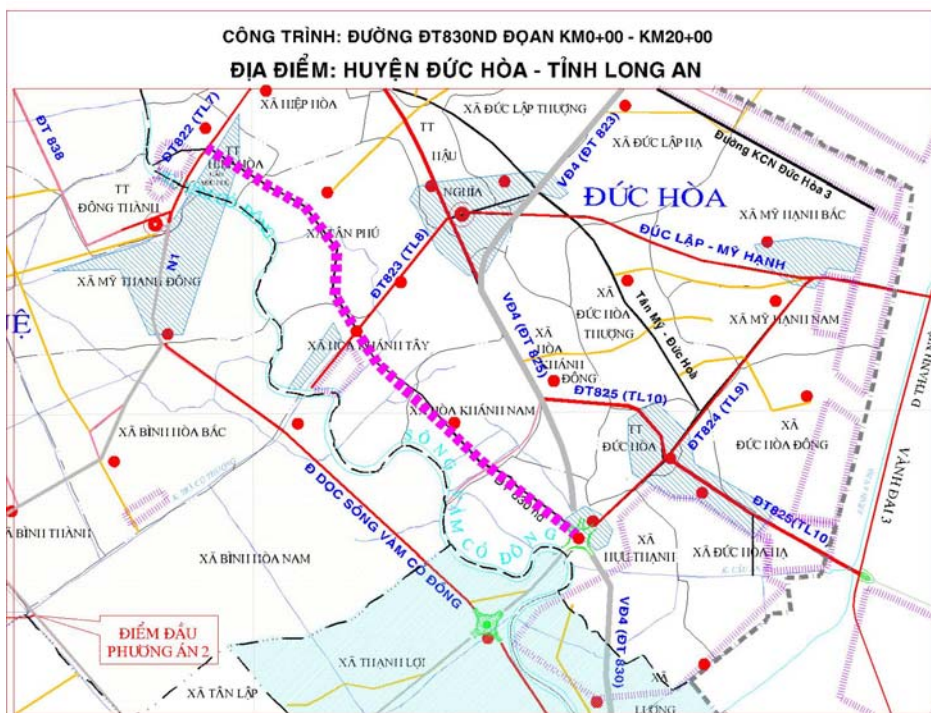 CÔNG TRÌNH: ĐƯỜNG ĐT830ND ĐOẠN KM0+00 - KM20+00
ĐỊA ĐIỂM: HUYỆN ĐỨC HÒA - TỈNH LONG AN
XÃ HIỆP HÒA
XÃ ĐỨC LẬP THƯỢNG
ĐT 838
ĐT822 (TL7)
TT
HẬU
NGHĨA
VĐ4 (ĐT 823)
XÃ ĐỨC LẬP HẠ
Đường KCN Đức Hòa 3
TT
TT
ĐÔNG THÀNH
ĐỨC HÒA
XÃ TÂN PHÚ
XÃ MỸ HẠNH BẮC
ĐỨC LẬP - MỸ HẠNH
ĐT823 (TL8)
N1
XÃ MỸ THẠNH ĐÔNG
XÃ
ĐỨC HÒA
THƯỢNG
Tân Mỹ - Đức Hoà
XÃ MỸ HẠNH NAM
UỆ
XÃ HÒA KHÁNH TÂY
VĐ4 (ĐT 825)
XÃ
HÒA
KHÁNH
ĐÔNG
ĐT825 (TL10)
ĐT824 (TL9)
XÃ HÒA KHÁNH NAM
XÃ BÌNH HÒA BẮC
TT
ĐỨC HÒA
XÃ
ĐỨC HÒA ĐÔNG
VÀNH ĐAI 3
SÔNG VÀM CỎ ĐÔNG
ĐT 830nd
Đ DỌC SÔNG VÀM CỎ ĐÔNG
ĐT825(TL10)
XÃ BÌNH THÀNH
XÃ BÌNH HÒA NAM
XÃ
HỰU THẠNH
XÃ ĐỨC HÒA HẠ
VĐ4 (ĐT 830)
ĐIỂM ĐẦU
PHƯƠNG ÁN 2
XÃ THẠNH LỢI
XÃ TÂN LẬP
XÃ
LƯƠNG